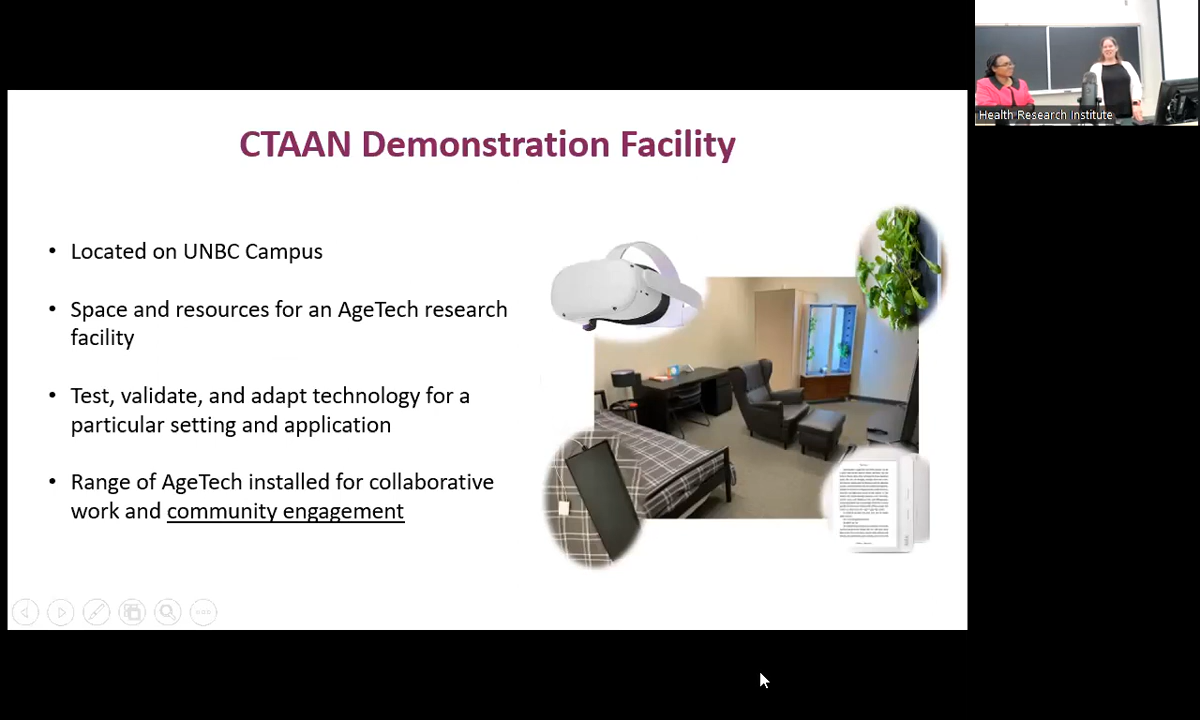 Health Research Institute
CTAAN Demonstration Facility
• Located on UNBC Campus
• Space and resources for an AgeTech research
facility
• Test, validate, and adapt technology for a
particular setting and application
• Range of AgeTech installed for collaborative
work and community engagement